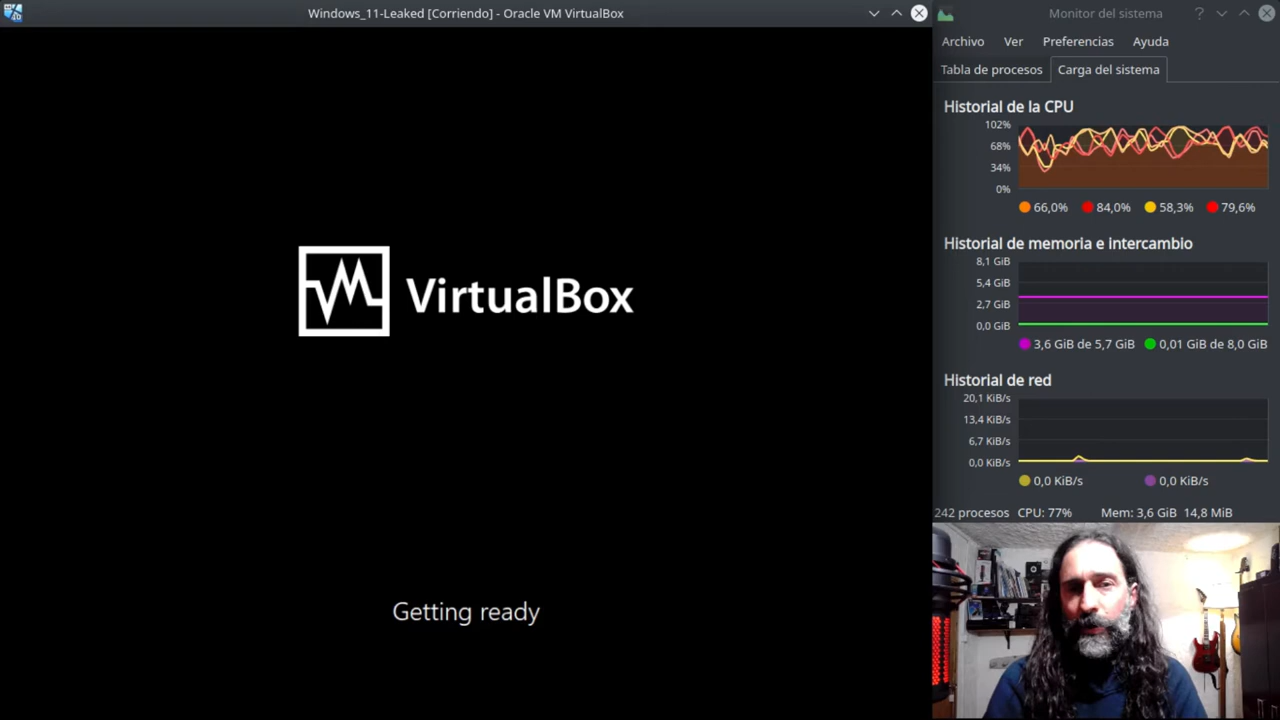 Windows_11-Leaked [Corriendo] - Oracle VM VirtualBox
VirtualBox
Getting ready
Monitor del sistema
?
Archivo Ver Preferencias Ayuda
Tabla de procesos Carga del sistema
Historial de la CPU
102%
68%
34%
0%
66,0% 84,0% 58,3% 79,6%
Historial de memoria e intercambio
8,1 GiB
5,4 GiB
2,7 GiB
0,0 GiB
3,6 GiB de 5,7 GiB 0,01 GiB de 8,0 GiB
Historial de red
20,1 KiB/s
13,4 KiB/s
6,7 KiB/s
0,0 KiB/s
0,0 KiB/s 0,0 KiB/s
242 procesos CPU: 77% Mem: 3,6 GiB 14,8 MiB